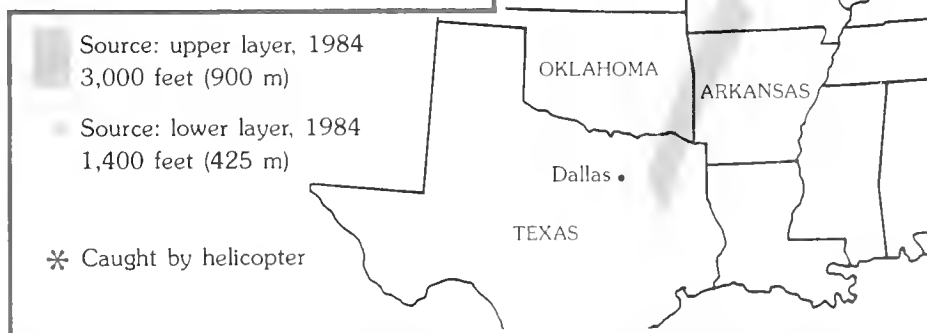 Source: upper layer, 1984
3,000 feet (900 m)
Source: lower layer, 1984
1,400 feet (425 m)
* Caught by helicopter
OKLAHOMA
ARKANSAS
Dallas
TEXAS